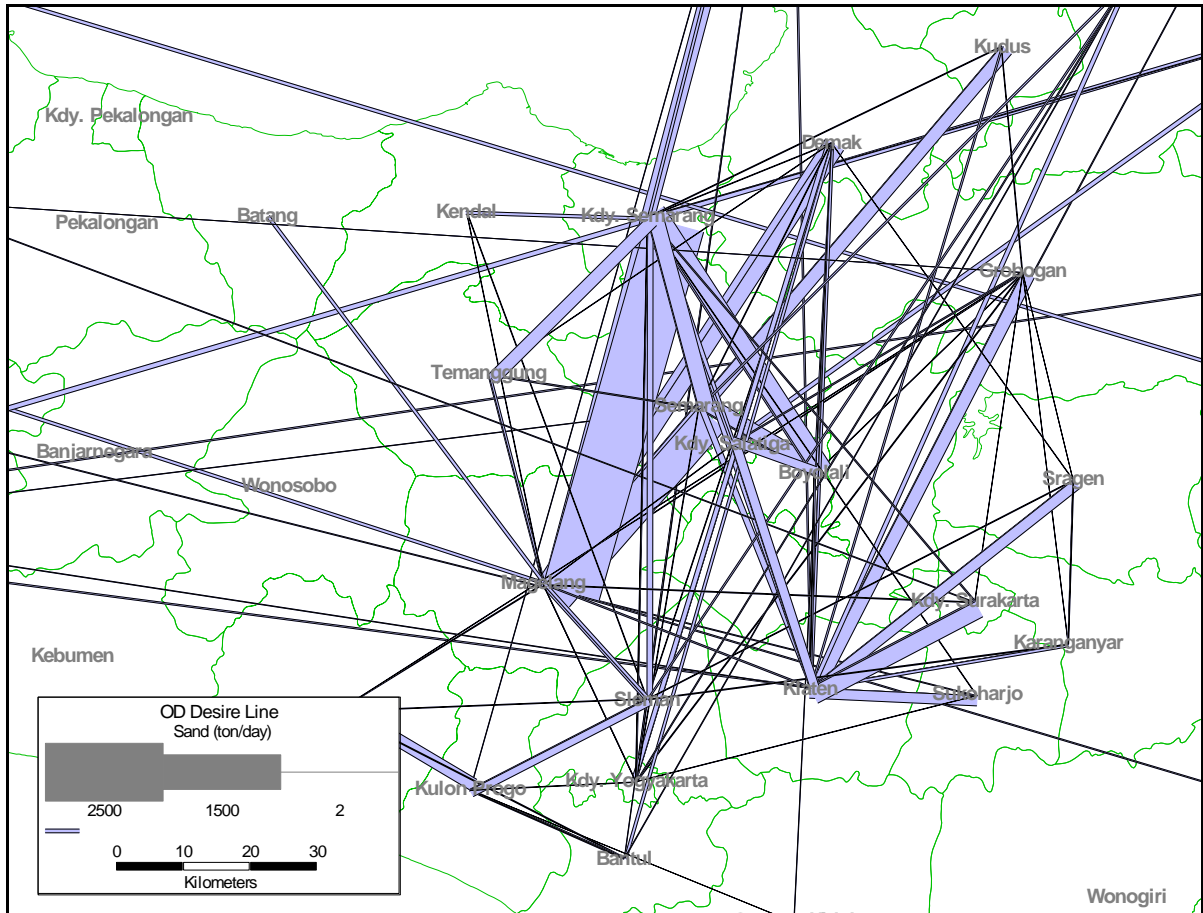 Kudus
Kdy. Pekalongan
Demak
Pekalongan
Batang
Kendal
Kdy. Semarang
Grobogan
Temanggung
Semarang
Kdy. Salatiga
Banjarnegara
Boyolali
Sragen
Wonosobo
Magelang
Kdy. Surakarta
Karanganyar
Kebumen
Sleman
Klaten
Sukoharjo
OD Desire Line
Sand (ton/day)
2500 1500 2
0 10 20 30
Kilometers
Kulon Progo
Kdy. Yogyakarta
Bantul
Wonogiri